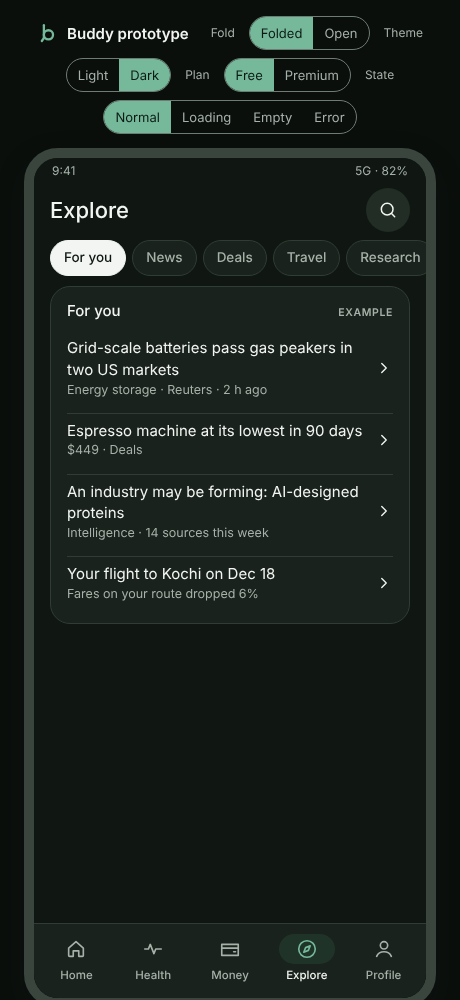 Buddy prototype
Fold
Folded
Open
Theme
Light
Dark
Plan
Free
Premium
State
Normal
Loading
Empty
Error
9:41
5G · 82%
Explore
For you
News
Deals
Travel
Research
For you
EXAMPLE
Grid-scale batteries pass gas peakers in
two US markets
Energy storage · Reuters · 2 h ago
Espresso machine at its lowest in 90 days
$449 · Deals
An industry may be forming: AI-designed
proteins
Intelligence · 14 sources this week
Your flight to Kochi on Dec 18
Fares on your route dropped 6%
Home
Health
Money
Explore
Profile